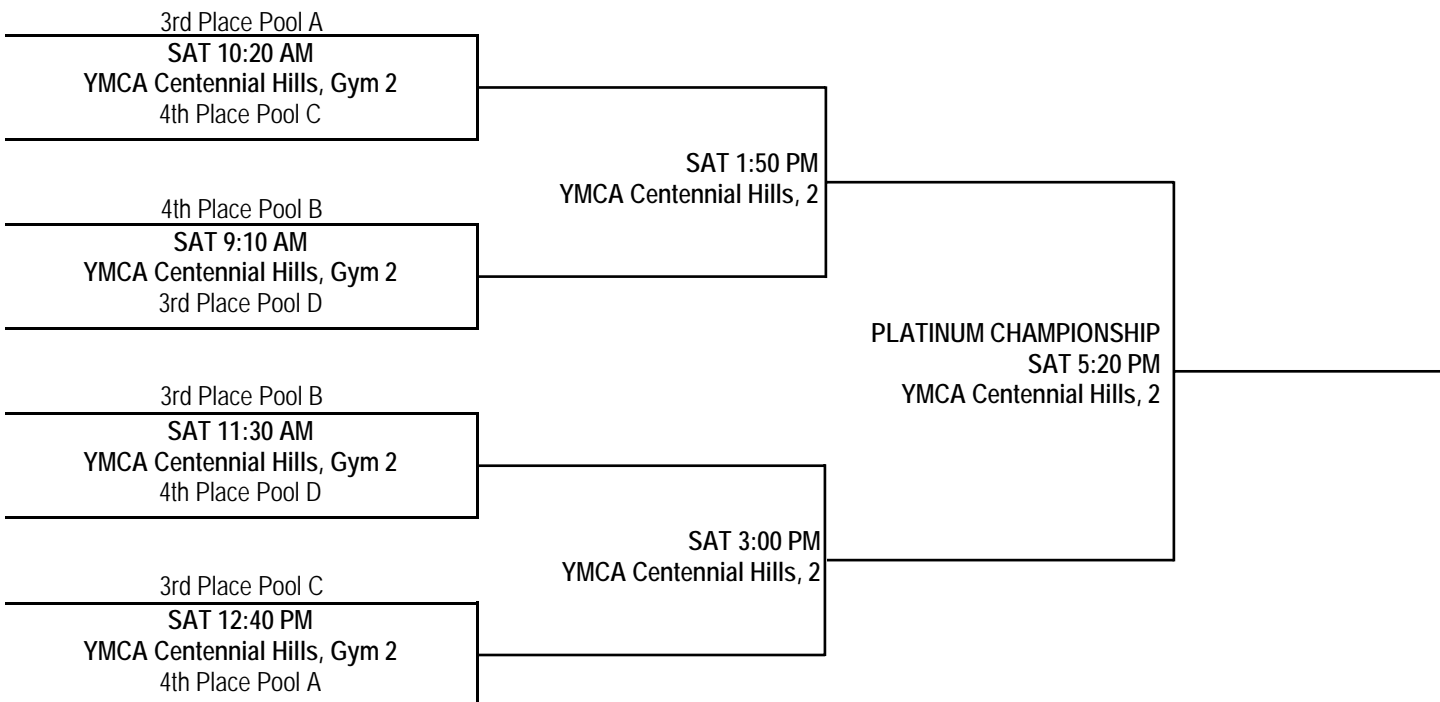 3rd Place Pool A
SAT 10:20 AM
YMCA Centennial Hills, Gym 2
4th Place Pool C
SAT 1:50 PM
YMCA Centennial Hills, 2
4th Place Pool B
SAT 9:10 AM
YMCA Centennial Hills, Gym 2
3rd Place Pool D
PLATINUM CHAMPIONSHIP
SAT 5:20 PM
YMCA Centennial Hills, 2
3rd Place Pool B
SAT 11:30 AM
YMCA Centennial Hills, Gym 2
4th Place Pool D
SAT 3:00 PM
YMCA Centennial Hills, 2
3rd Place Pool C
SAT 12:40 PM
YMCA Centennial Hills, Gym 2
4th Place Pool A